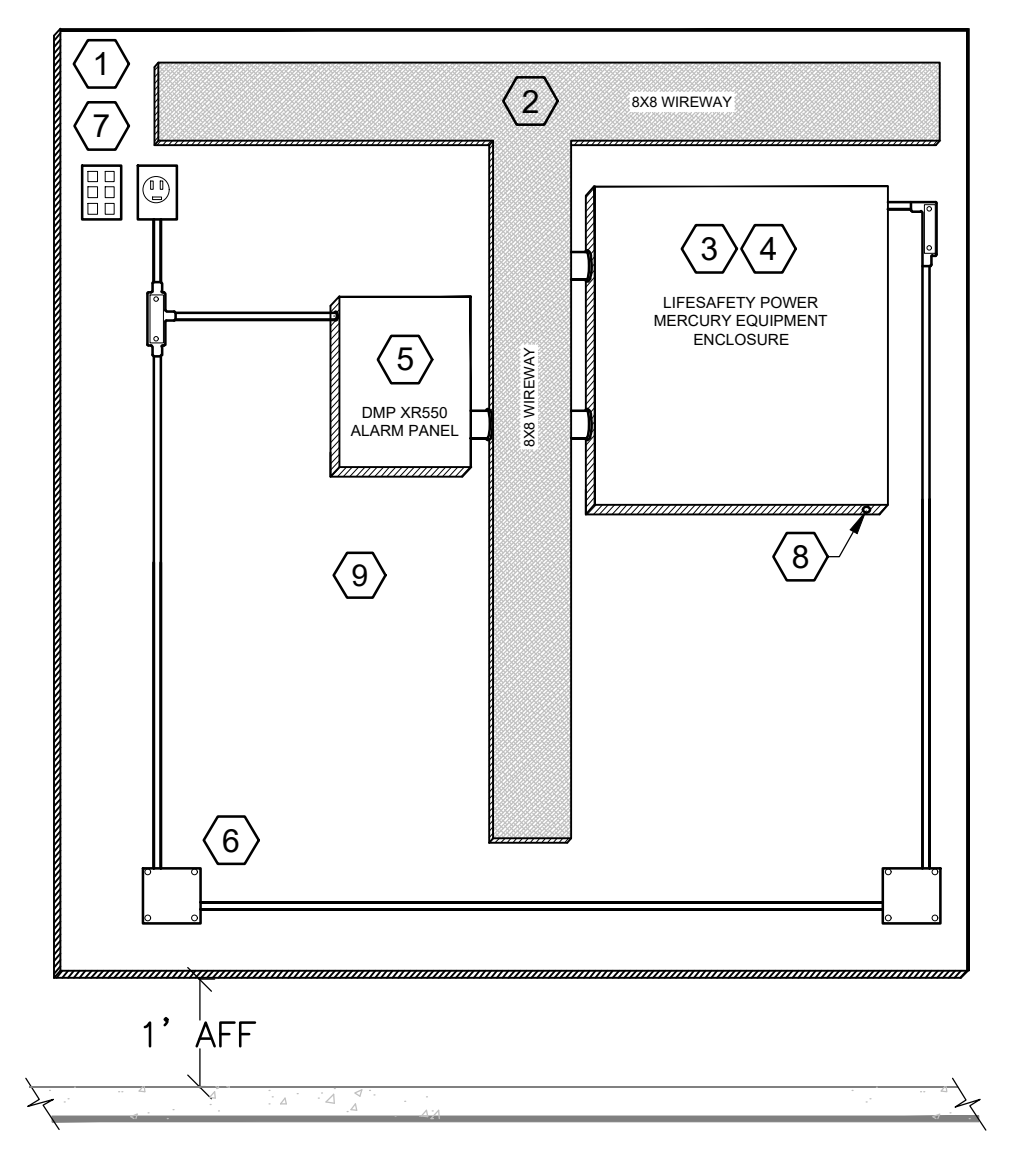 1
2
8X8 WIREWAY
7
3
4
LIFESAFETY POWER
MERCURY EQUIPMENT
ENCLOSURE
5
DMP XR550
ALARM PANEL
8X8 WIREWAY
8
9
6
1' AFF